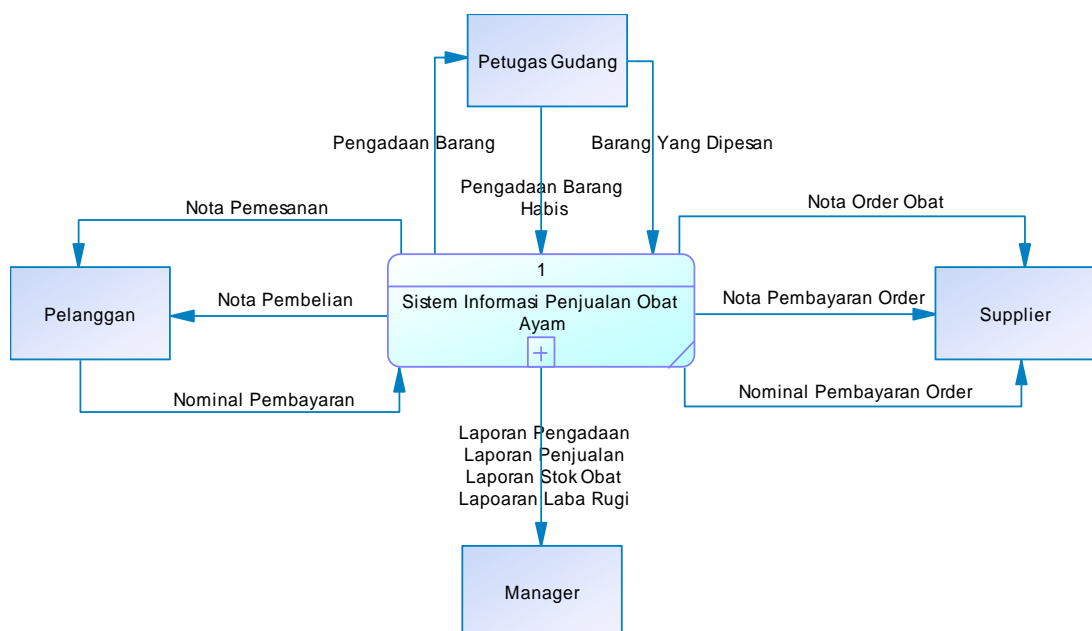 Petugas Gudang
Pengadaan Barang
Barang Yang Dipesan
Pengadaan Barang
Habis
Nota Pemesanan
Nota Order Obat
1
Pelanggan
Nota Pembelian
Sistem Informasi Penjualan Obat
Ayam
Nota Pembayaran Order
Supplier
Nominal Pembayaran
Nominal Pembayaran Order
Laporan Pengadaan
Laporan Penjualan
Laporan Stok Obat
Lapoaran Laba Rugi
Manager